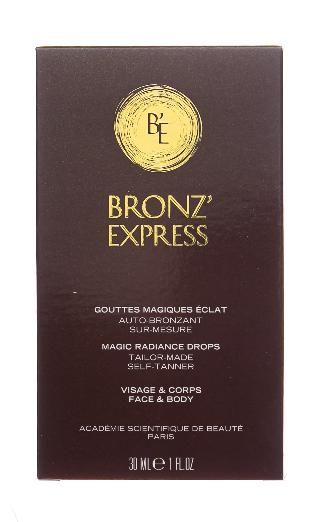 B'E
BRONZ'
EXPRESS
GOUTTES MAGIQUES ÉCLAT
AUTO-BRONZANT
SUR-MESURE
MAGIC RADIANCE DROPS
TAILOR-MADE
SELF-TANNER
VISAGE & CORPS
FACE & BODY
ACADÉMIE SCIENTIFIQUE DE BEAUTÉ
PARIS
30 ML ℮ 1 FL.OZ